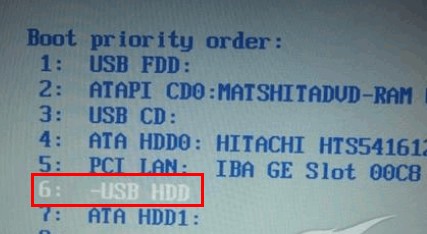 Boot priority order:
1: USB FDD:
2: ATAPI CD0:MATSHITADVD-RAM
3: USB CD:
4: ATA HDD0: HITACHI HTS541612
5: PCI LAN: IBA GE Slot 00C8
6: -USB HDD
7: ATA HDD1: